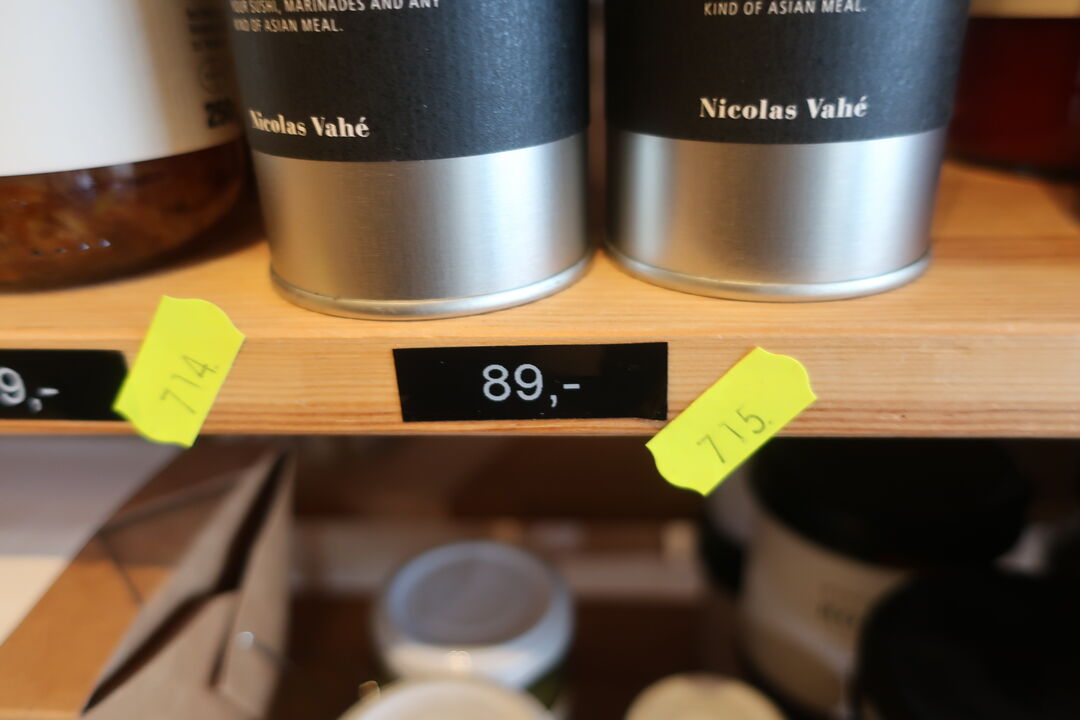 SUSHI, MARINADES AND ANY
KIND OF ASIAN MEAL.
Nicolas Vahé
KIND OF ASIAN MEAL.
Nicolas Vahé
9,-
714.
89,-
715.